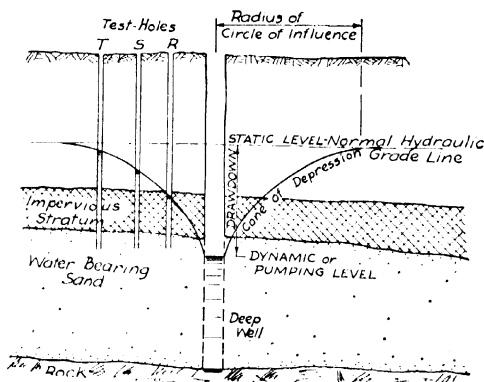 Test-Holes
T S R
Radius of
Circle of Influence
STATIC LEVEL-Normal Hydraulic
Grade Line
DRAWDOWN
Cone of Depression
Impervious
Stratum
DYNAMIC or
PUMPING LEVEL
Water Bearing
Sand
Deep
Well
Rock